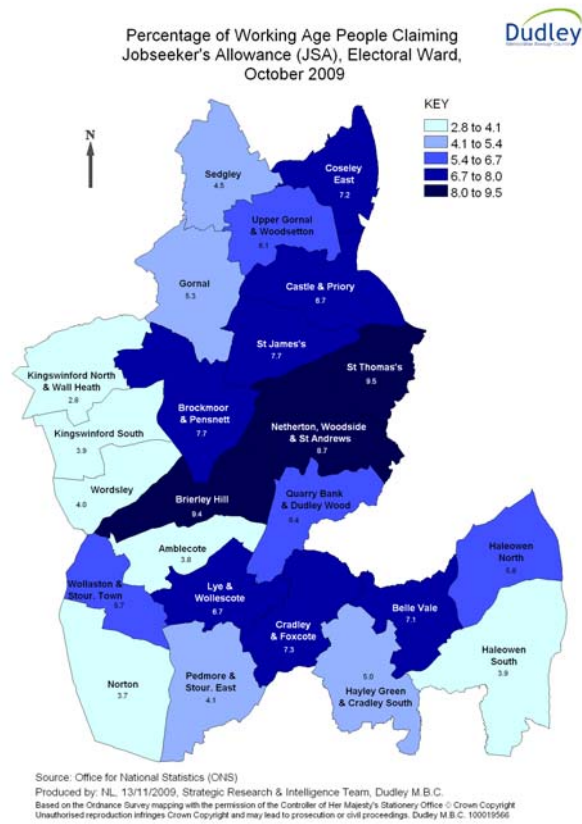 Percentage of Working Age People Claiming
Jobseeker's Allowance (JSA), Electoral Ward,
October 2009
Dudley
Metropolitan Borough Council
KEY
2.8 to 4.1
4.1 to 5.4
5.4 to 6.7
6.7 to 8.0
8.0 to 9.5
N
Sedgley
4.5
Coseley
East
7.2
Upper Gornal
& Woodsetton
6.1
Gornal
5.3
Castle & Priory
6.7
St James's
7.7
St Thomas's
9.5
Kingswinford North
& Wall Heath
2.8
Brockmoor
& Pensnett
7.7
Kingswinford South
3.9
Netherton, Woodside
& St Andrews
8.7
Wordsley
4.0
Brierley Hill
9.4
Quarry Bank
& Dudley Wood
6.4
Amblecote
3.8
Halesowen
North
5.8
Wollaston &
Stour. Town
5.7
Lye &
Wollescote
6.7
Belle Vale
7.1
Cradley
& Foxcote
7.3
Halesowen
South
3.9
Norton
3.7
Pedmore &
Stour. East
4.1
5.0
Hayley Green
& Cradley South
Source: Office for National Statistics (ONS)
Produced by: NL, 13/11/2009, Strategic Research & Intelligence Team, Dudley M.B.C.
Based on the Ordnance Survey mapping with the permission of the Controller of Her Majesty's Stationery Office © Crown Copyright
Unauthorised reproduction infringes Crown Copyright and may lead to prosecution or civil proceedings. Dudley M.B.C. 100019566